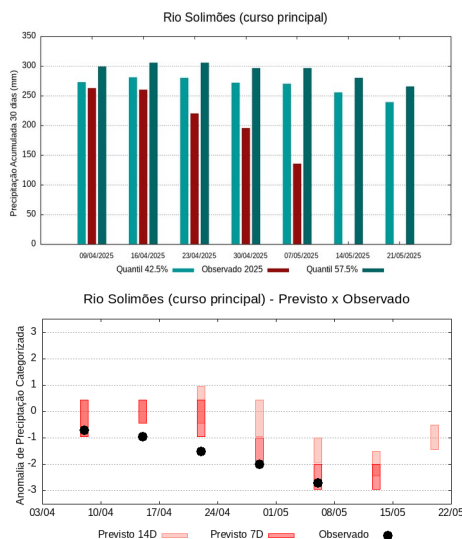 Rio Solimões (curso principal)
Precipitação Acumulada 30 dias (mm)
350
300
250
200
150
100
50
0
09/04/2025 16/04/2025 23/04/2025 30/04/2025 07/05/2025 14/05/2025 21/05/2025
Quantil 42.5% Observado 2025 Quantil 57.5%
Rio Solimões (curso principal) - Previsto x Observado
Anomalia de Precipitação Categorizada
3
2
1
0
-1
-2
-3
03/04 10/04 17/04 24/04 01/05 08/05 15/05 22/05
Previsto 14D Previsto 7D Observado